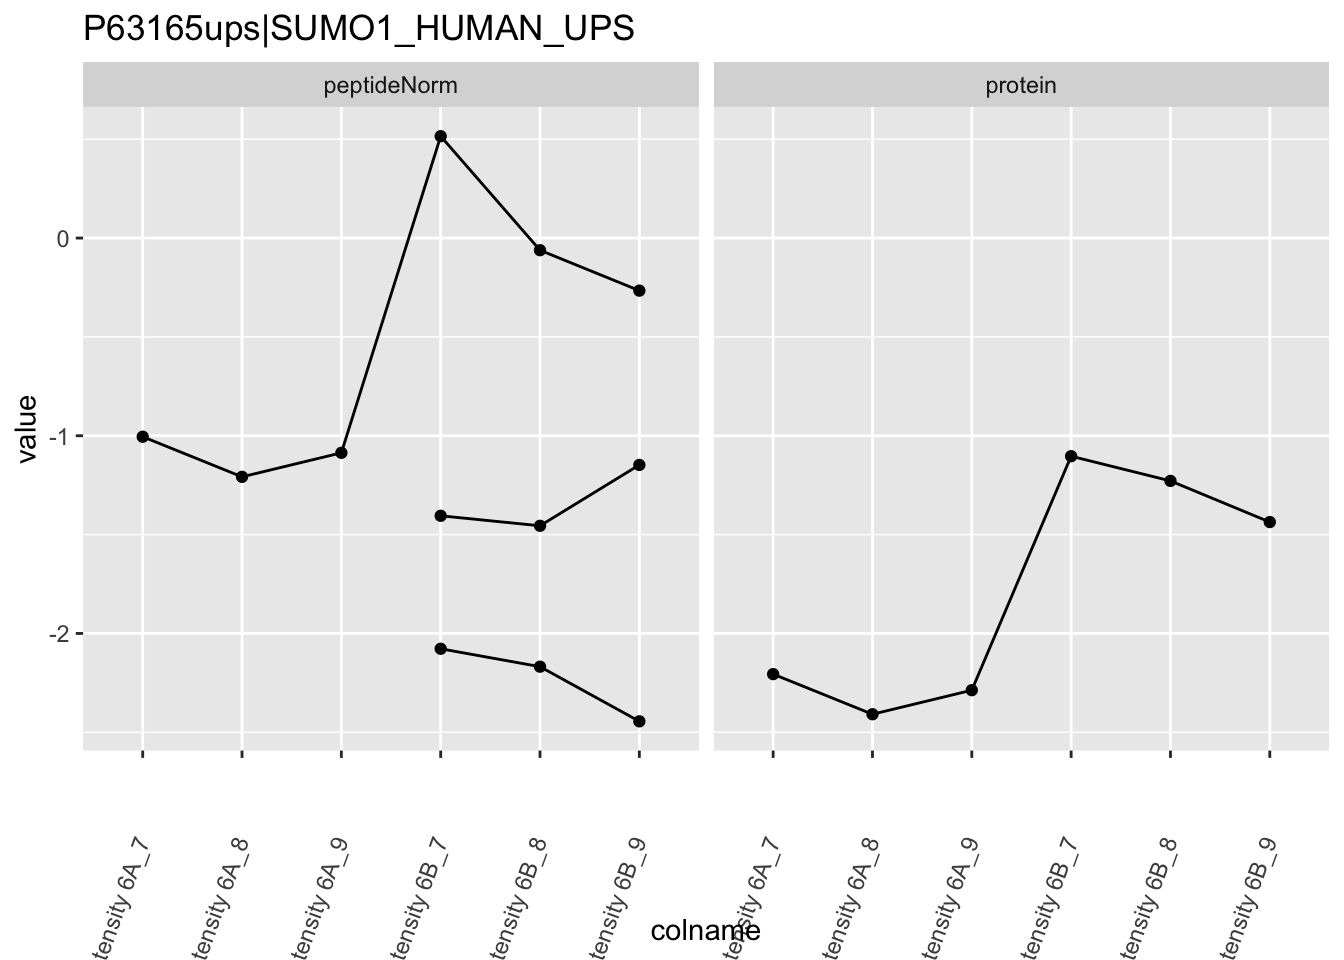 P63165ups|SUMO1_HUMAN_UPS
peptideNorm
protein
value
0
-1
-2
tensity 6A_7
tensity 6A_8
tensity 6A_9
tensity 6B_7
tensity 6B_8
tensity 6B_9
tensity 6A_7
tensity 6A_8
tensity 6A_9
tensity 6B_7
tensity 6B_8
tensity 6B_9
colname